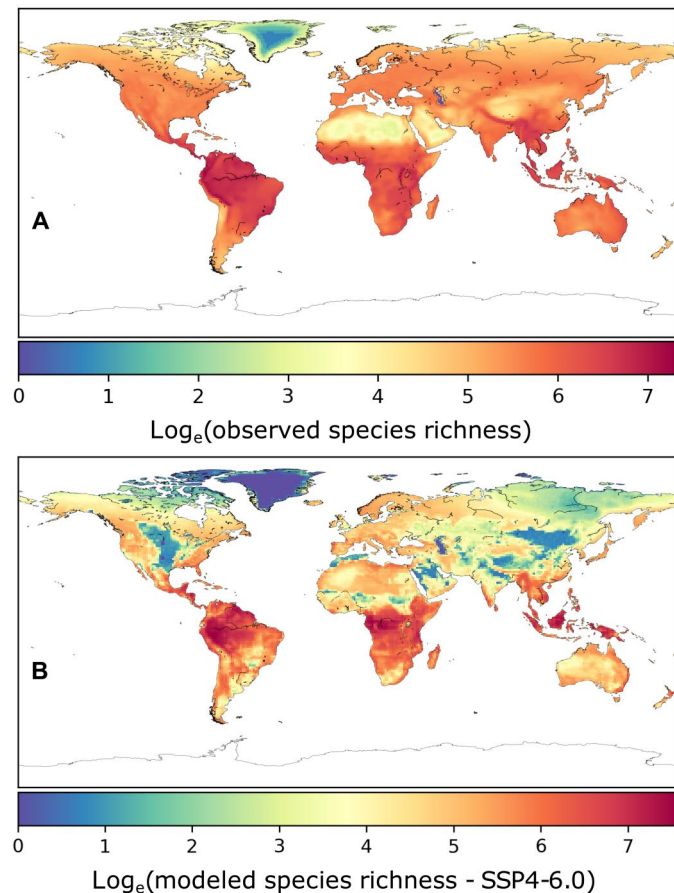 A
0 1 2 3 4 5 6 7
Logₑ(observed species richness)
B
0 1 2 3 4 5 6 7
Logₑ(modeled species richness - SSP4-6.0)